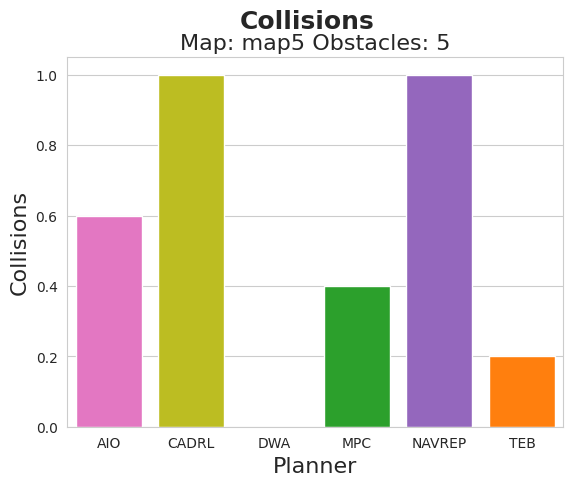 Collisions
Map: map5 Obstacles: 5
1.0
0.8
0.6
0.4
0.2
0.0
Collisions
AIO CADRL DWA MPC NAVREP TEB
Planner